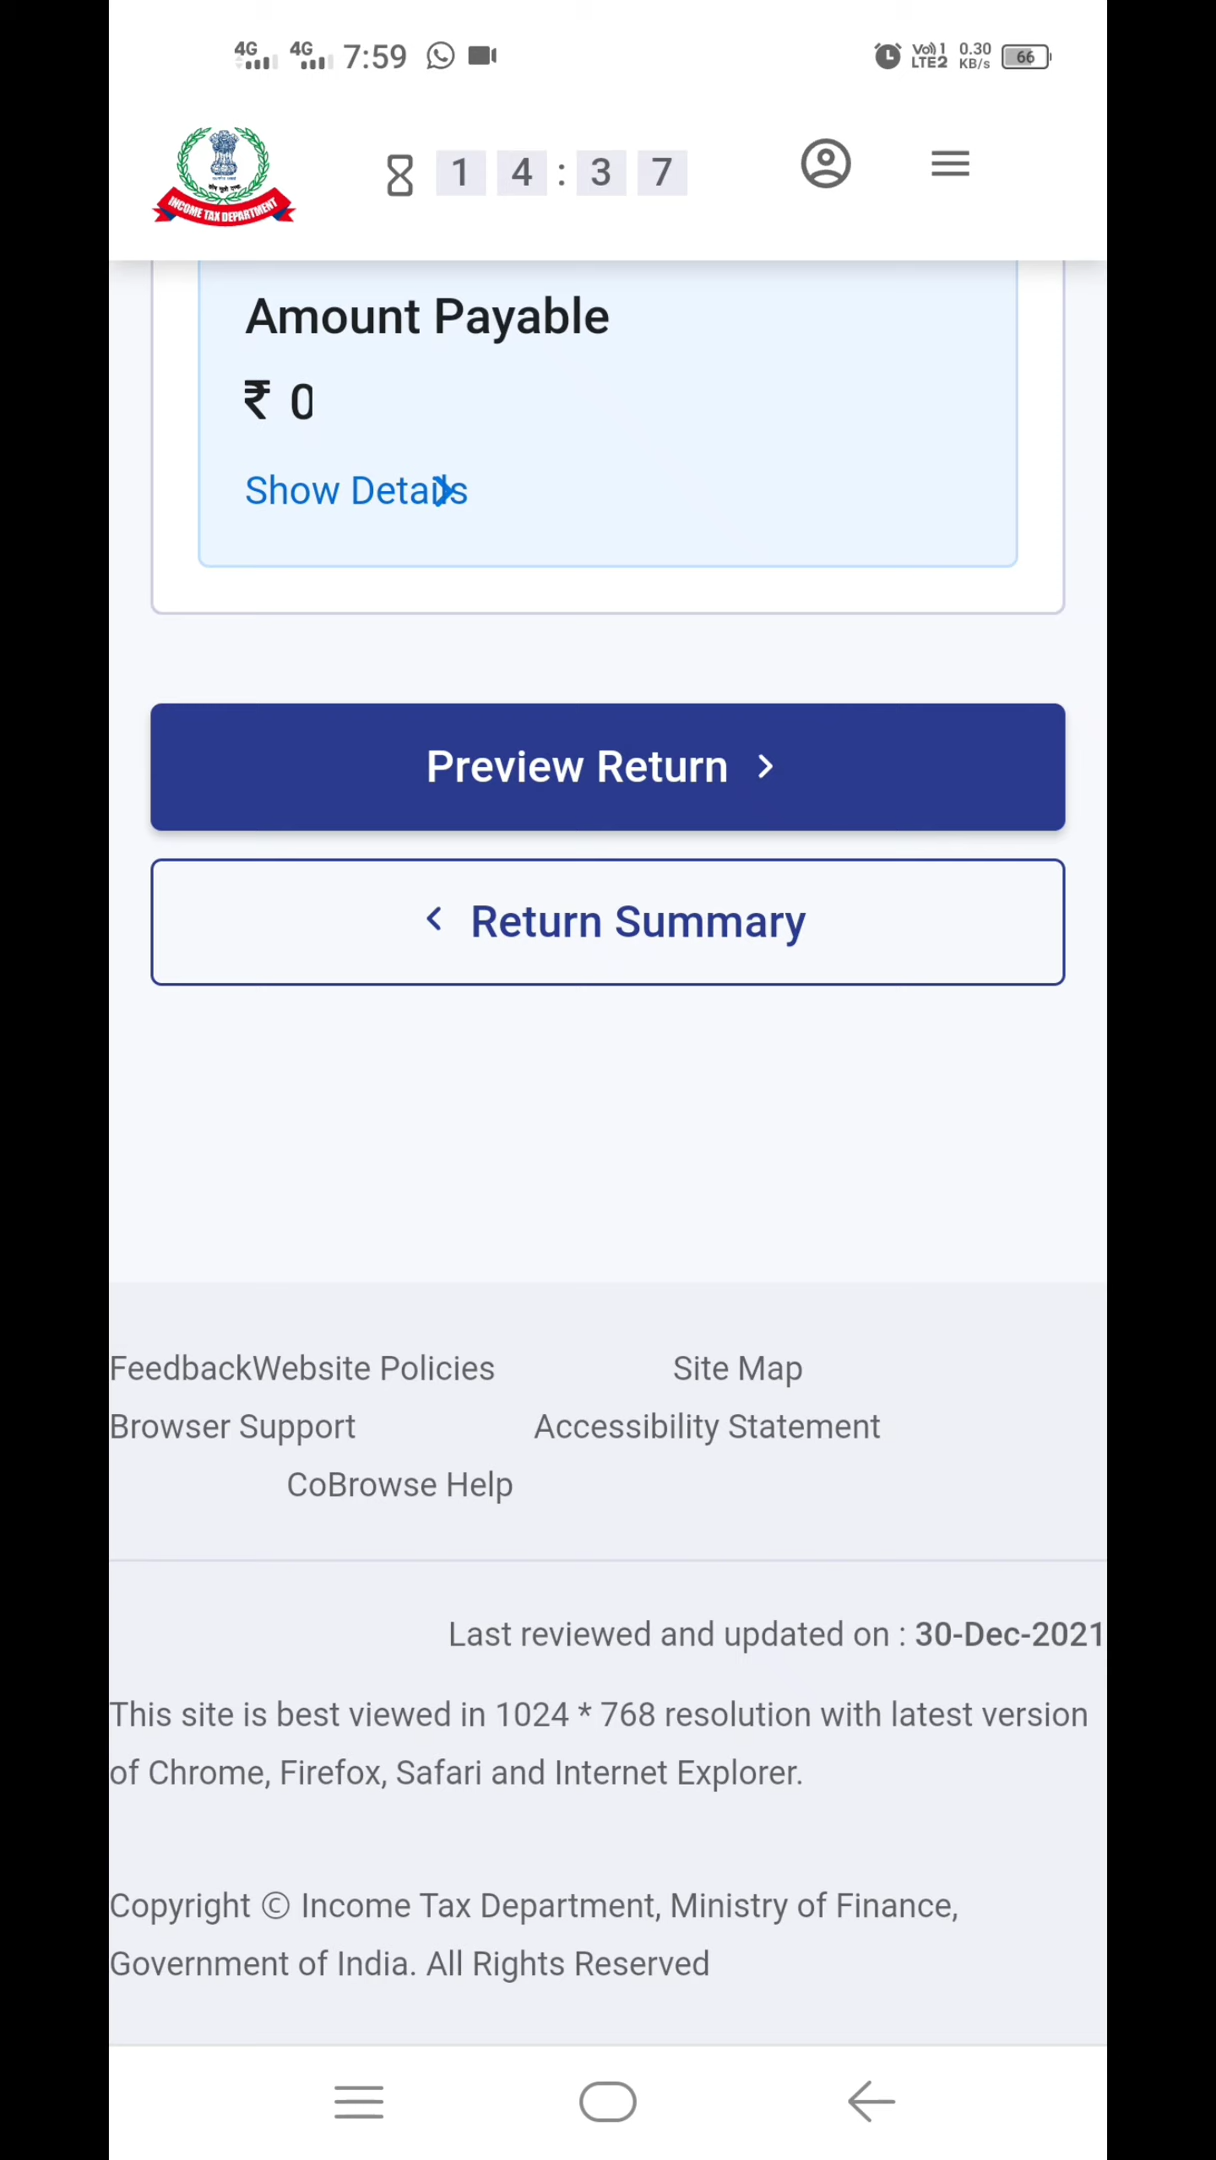 4G 4G 7:59 Vo) 1 LTE2 0.30 KB/s 66
INCOME TAX DEPARTMENT
1 4 : 3 7
Amount Payable
₹ 0
Show Details
Preview Return
Return Summary
FeedbackWebsite Policies Site Map
Browser Support Accessibility Statement
CoBrowse Help
Last reviewed and updated on : 30-Dec-2021
This site is best viewed in 1024 * 768 resolution with latest version
of Chrome, Firefox, Safari and Internet Explorer.
Copyright © Income Tax Department, Ministry of Finance,
Government of India. All Rights Reserved